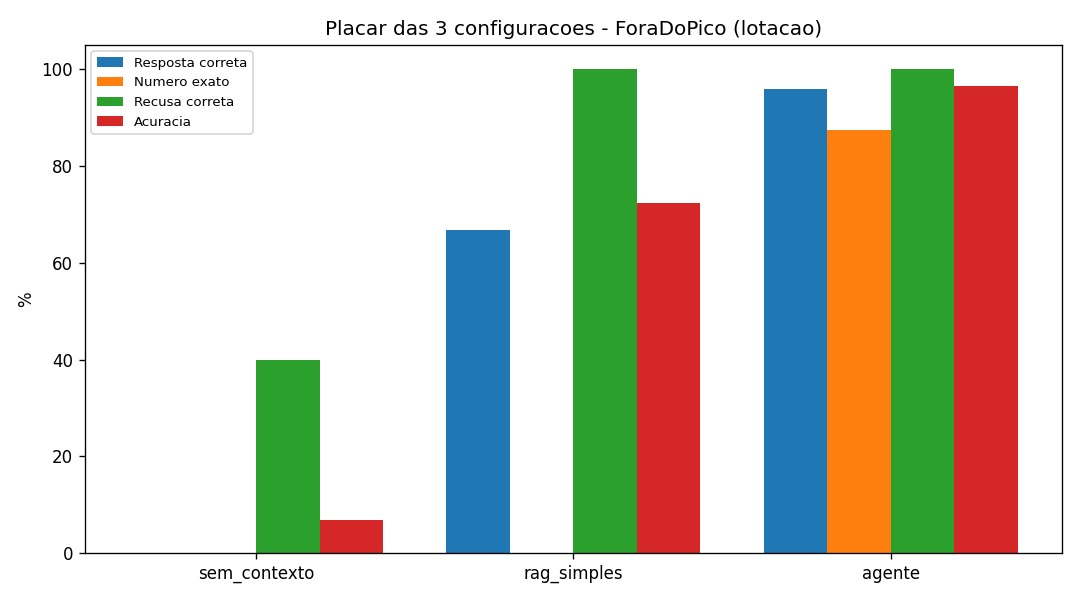 Placar das 3 configuracoes - ForaDoPico (lotacao)
Resposta correta
Numero exato
Recusa correta
Acuracia
100
80
60
40
20
0
%
sem_contexto
rag_simples
agente